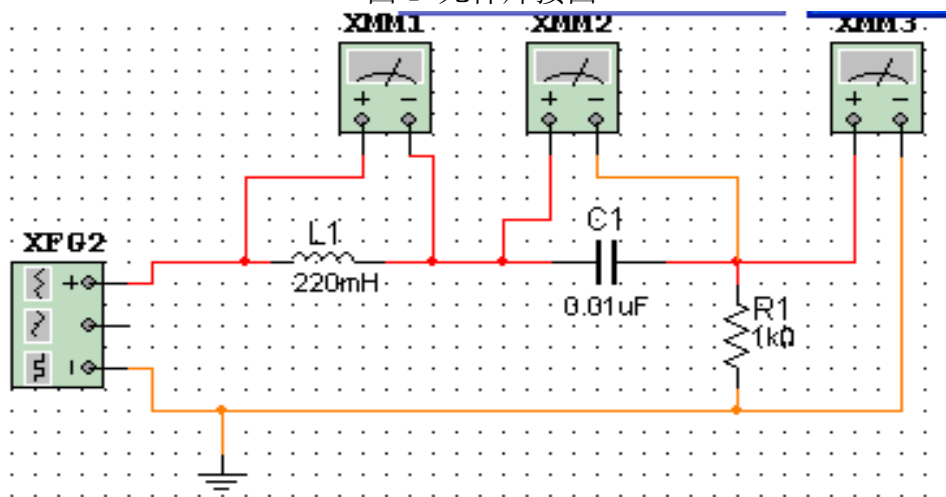 XMM1 XMM2 XMM3
+ − + − + −
XFG2
L1
220mH
C1
0.01uF
R1
1kΩ
+